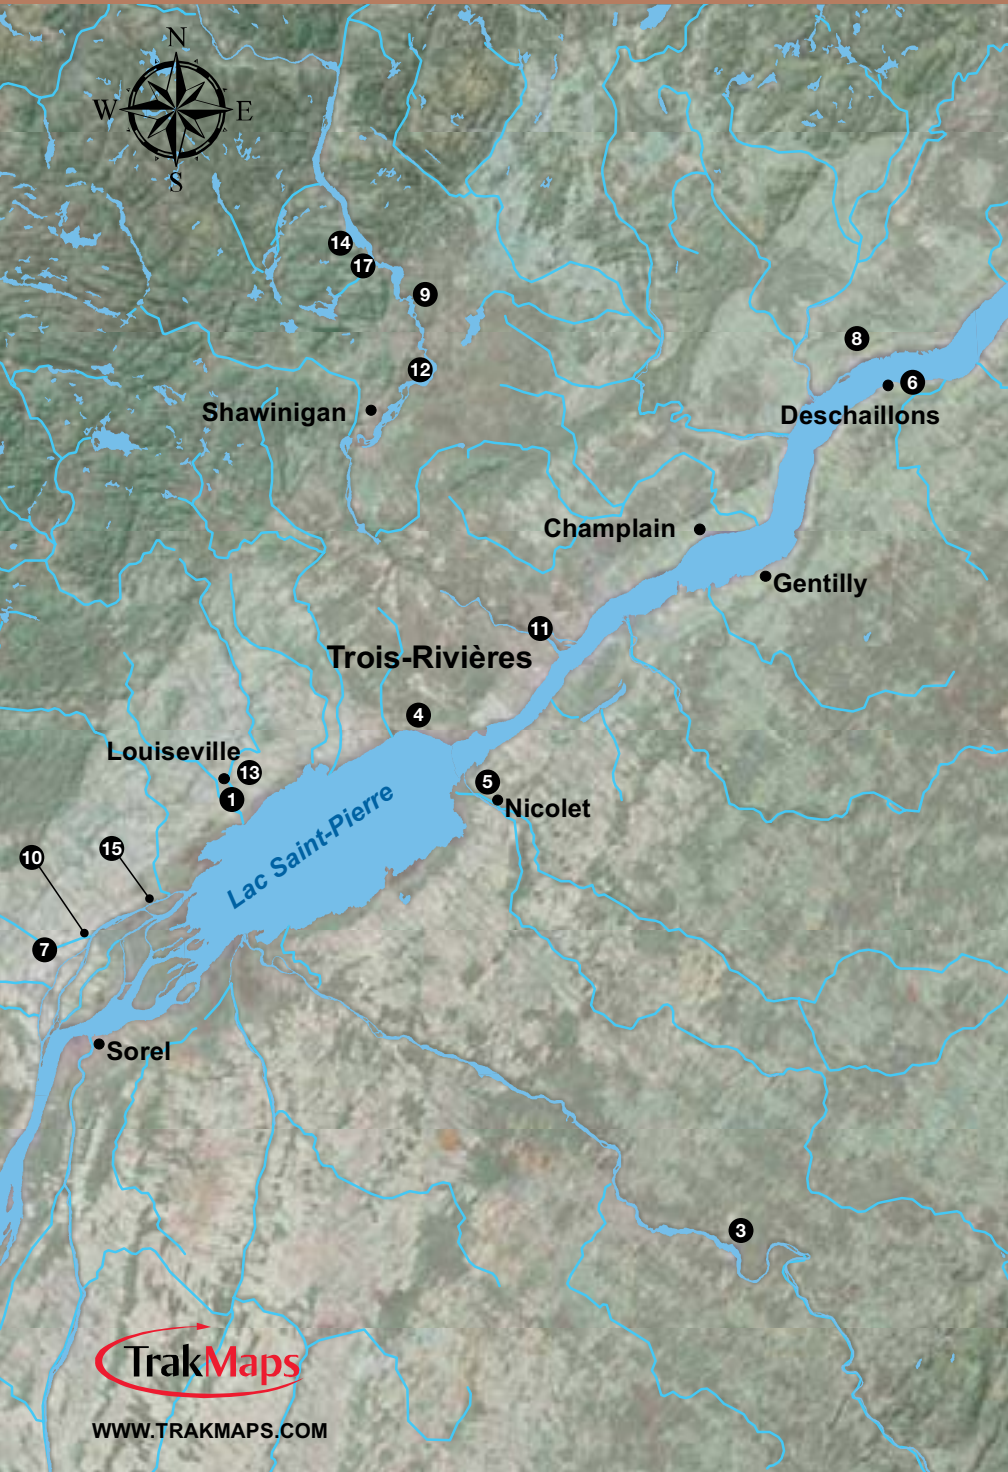 N
W E
S
14
17
9
8
12
6
Shawinigan
Deschaillons
Champlain
Gentilly
11
Trois-Rivières
4
Louiseville
13
5
1
Nicolet
Lac Saint-Pierre
15
10
7
Sorel
3
TrakMaps
WWW.TRAKMAPS.COM